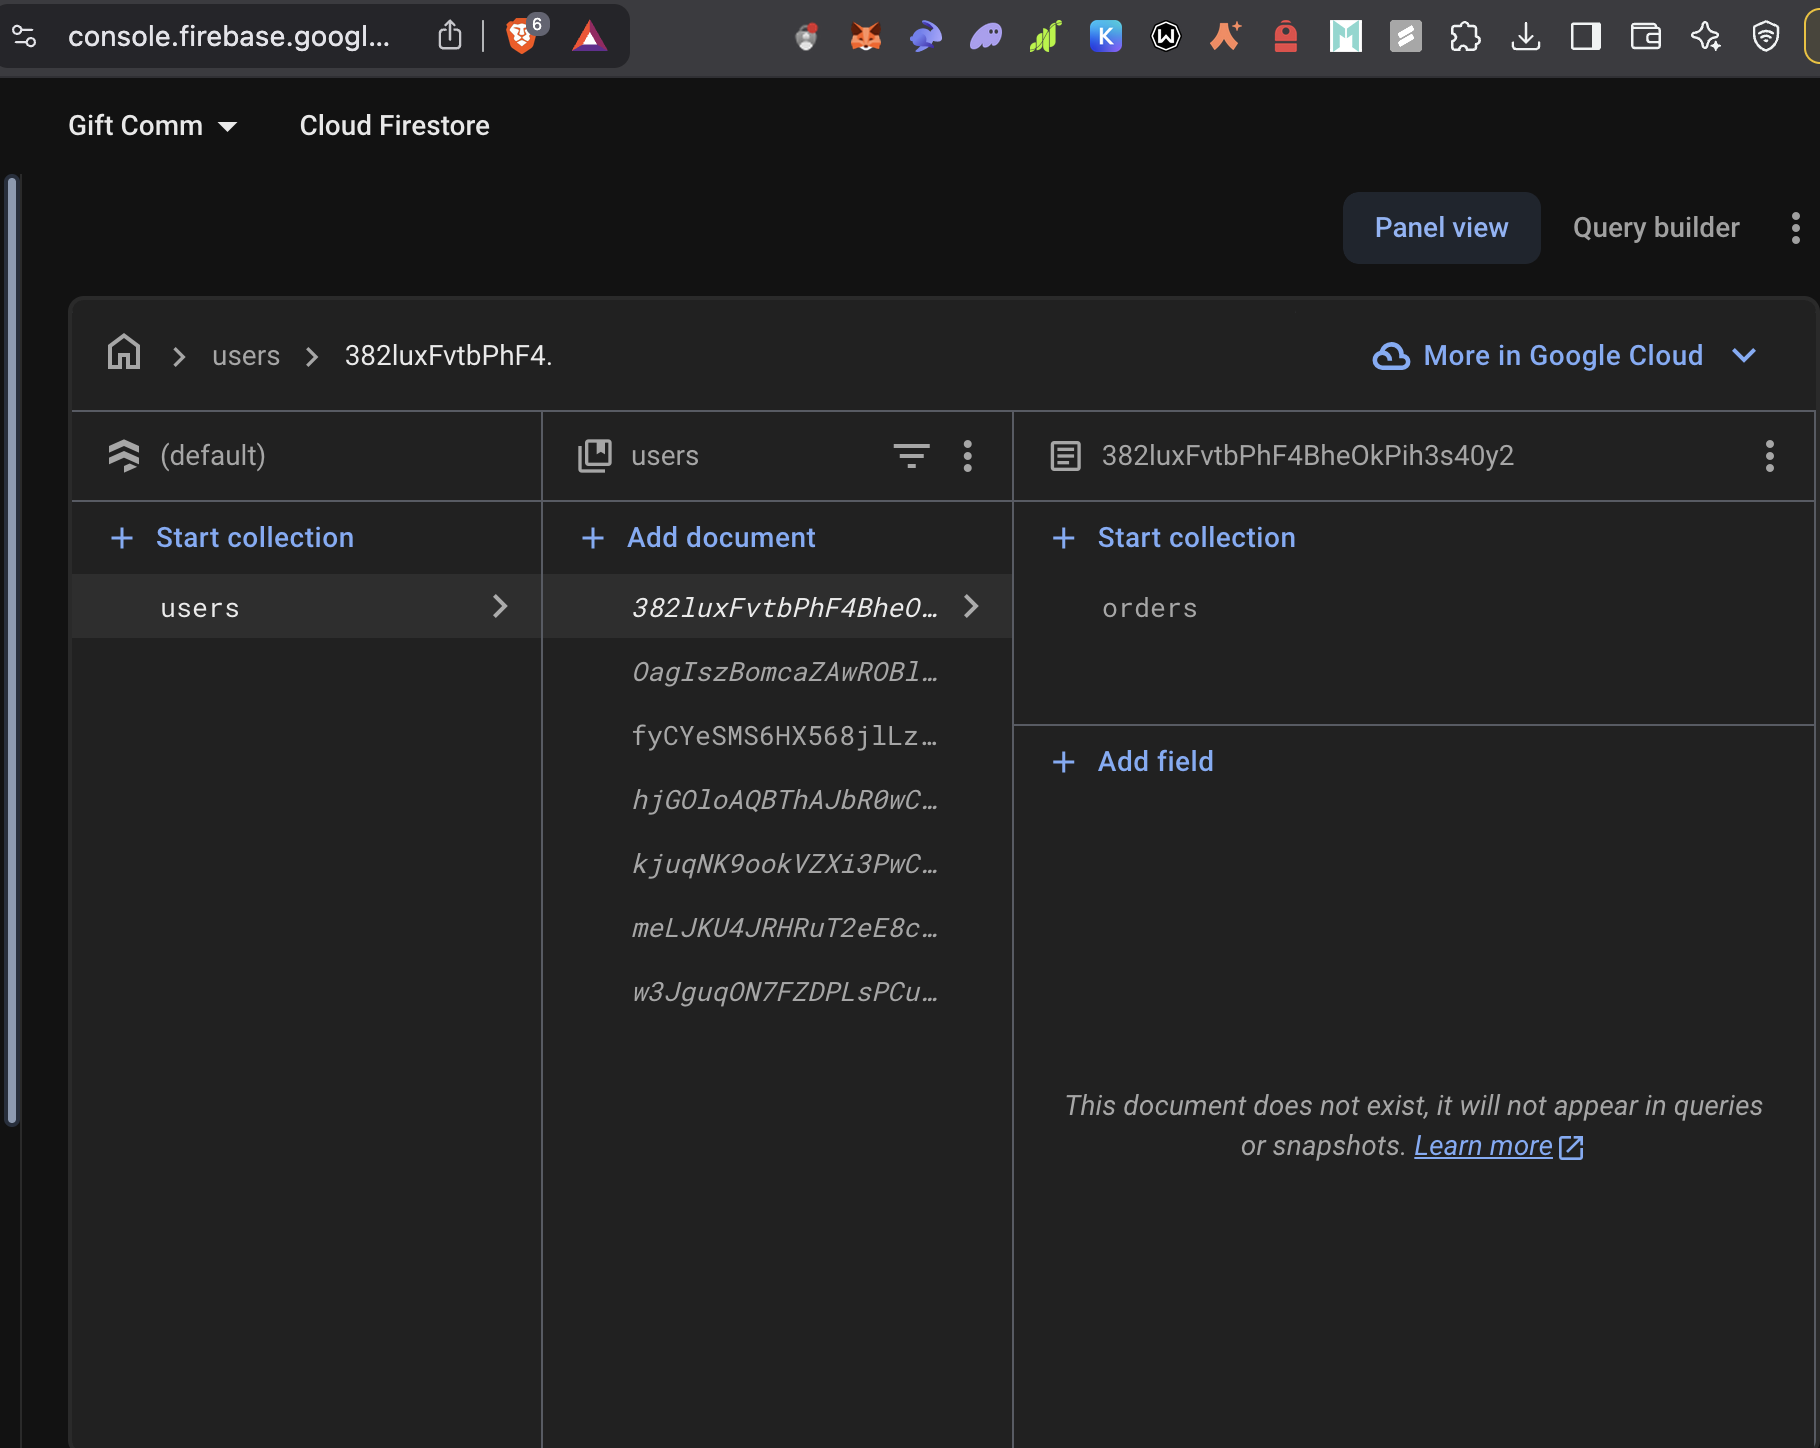 console.firebase.googl...
6
K
W
Gift Comm
Cloud Firestore
Panel view
Query builder
users
382luxFvtbPhF4.
More in Google Cloud
(default)
users
382luxFvtbPhF4BheOkPih3s40y2
Start collection
Add document
Start collection
users
382luxFvtbPhF4BheO…
orders
OagIszBomcaZAwROBl…
fyCYeSMS6HX568jlLz…
Add field
hjGOloAQBThAJbR0wC…
kjuqNK9ookVZXi3PwC…
meLJKU4JRHRuT2eE8c…
w3JguqON7FZDPLsPCu…
This document does not exist, it will not appear in queries
or snapshots. Learn more